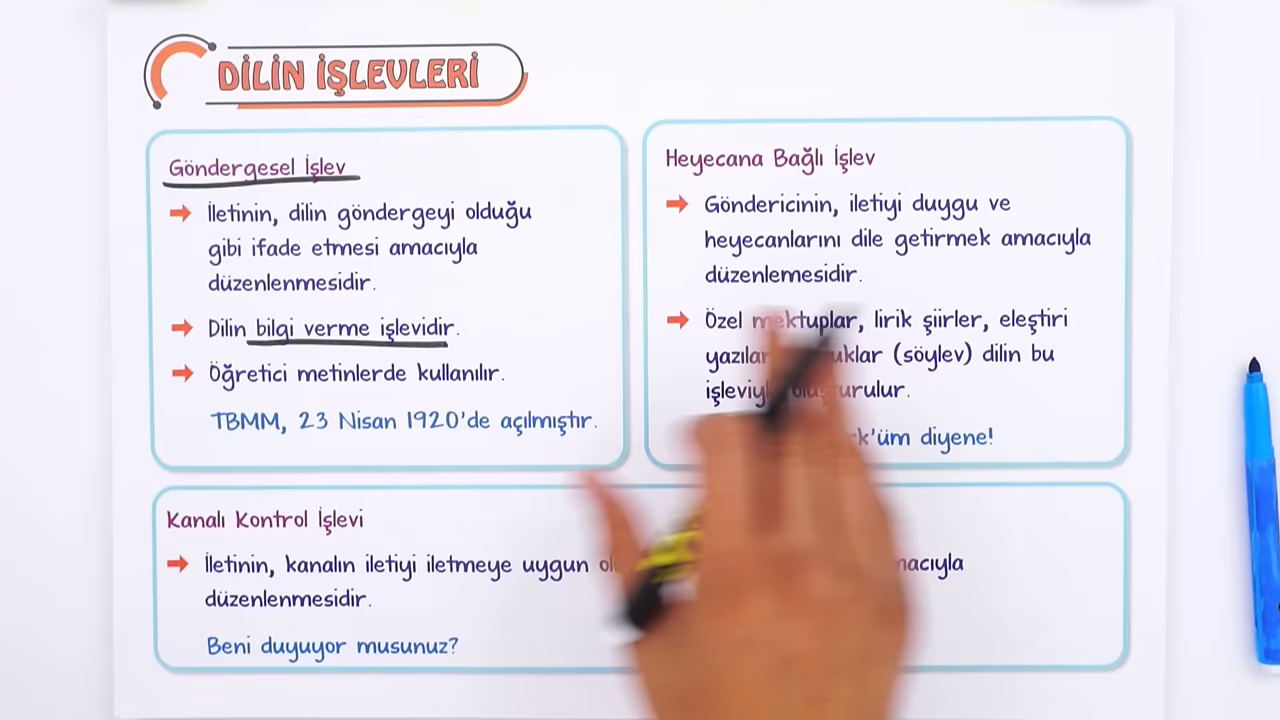 DİLİN İŞLEVLERİ
Göndergesel İşlev
İletinin, dilin göndergeyi olduğu
gibi ifade etmesi amacıyla
düzenlenmesidir.
Dilin bilgi verme işlevidir.
Öğretici metinlerde kullanılır.
TBMM, 23 Nisan 1920'de açılmıştır.
Heyecana Bağlı İşlev
Göndericinin, iletiyi duygu ve
heyecanlarını dile getirmek amacıyla
düzenlemesidir.
Özel mektuplar, lirik şiirler, eleştiri
(söylev) dilin bu
diyene!
Kanalı Kontrol İşlevi
İletinin, kanalın iletiyi iletmeye uygun
düzenlenmesidir.
Beni duyuyor musunuz?